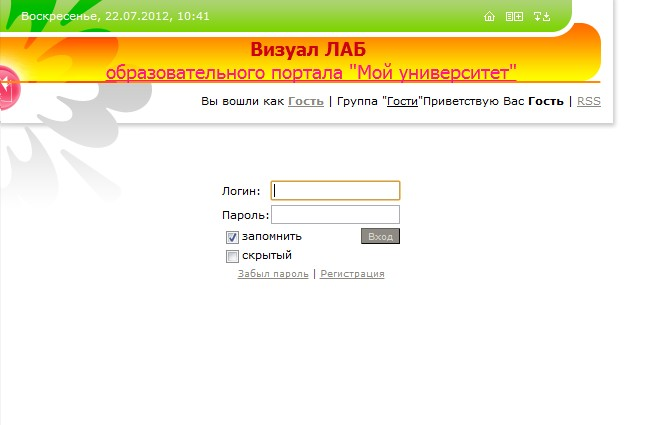 Воскресенье, 22.07.2012, 10:41
Визуал ЛАБ
образовательного портала "Мой университет"
Вы вошли как Гость | Группа "Гости"Приветствую Вас Гость | RSS
Логин:
Пароль:
запомнить Вход
скрытый
Забыл пароль | Регистрация